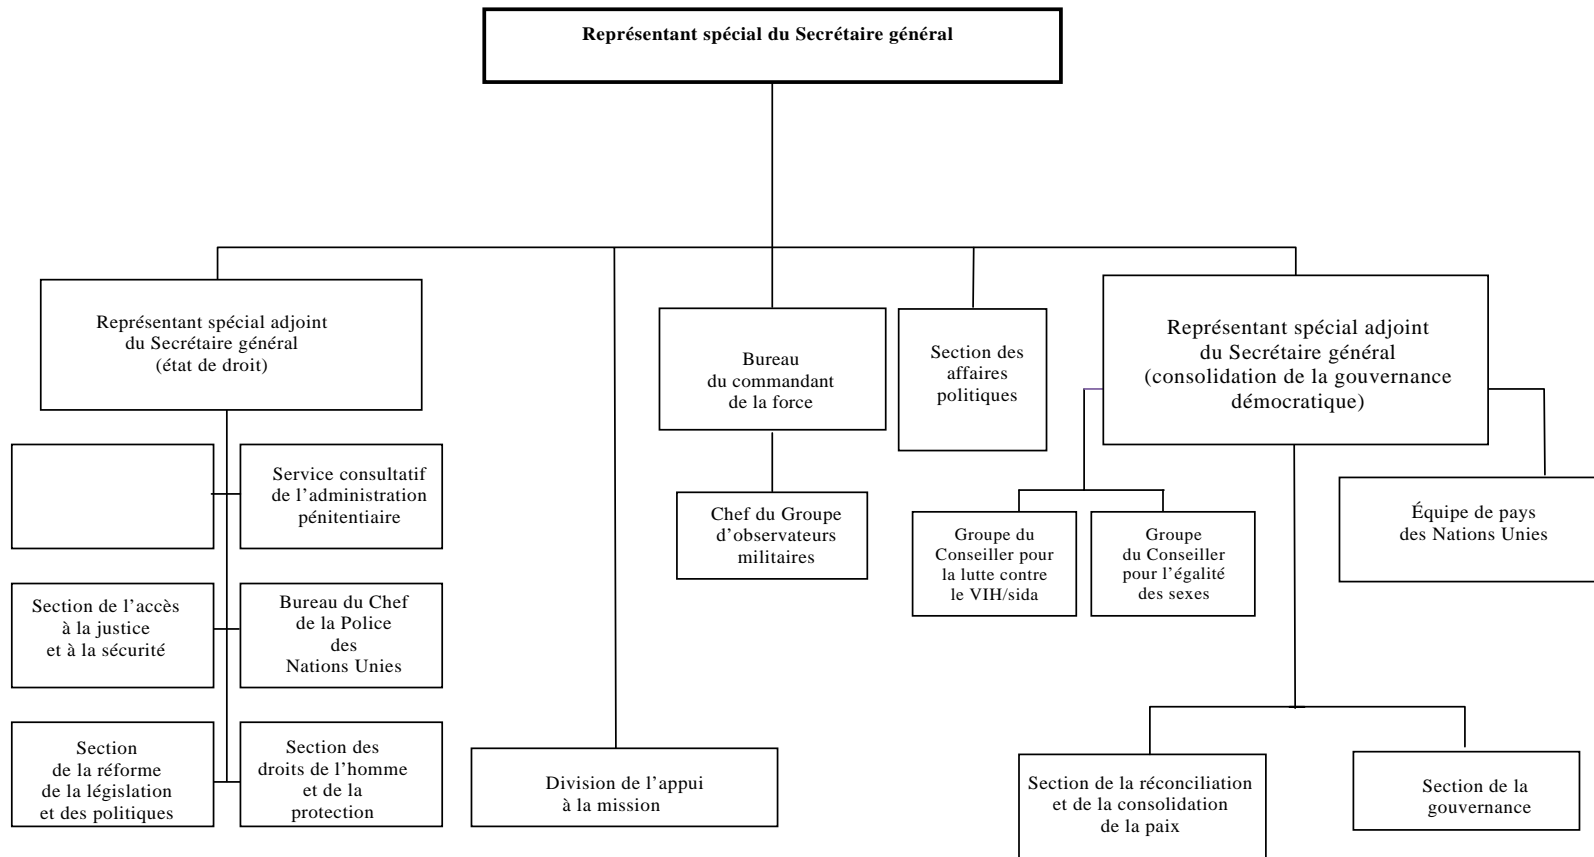 Représentant spécial du Secrétaire général
Représentant spécial adjoint
du Secrétaire général
(état de droit)
Service consultatif
de l’administration
pénitentiaire
Section de l’accès
à la justice
et à la sécurité
Bureau du Chef
de la Police
des
Nations Unies
Section
de la réforme
de la législation
et des politiques
Section des
droits de l’homme
et de la
protection
Division de l’appui
à la mission
Bureau
du commandant
de la force
Chef du Groupe
d’observateurs
militaires
Section des
affaires
politiques
Représentant spécial adjoint
du Secrétaire général
(consolidation de la gouvernance
démocratique)
Groupe du
Conseiller pour
la lutte contre
le VIH/sida
Groupe
du Conseiller
pour l’égalité
des sexes
Équipe de pays
des Nations Unies
Section de la réconciliation
et de la consolidation
de la paix
Section de la
gouvernance